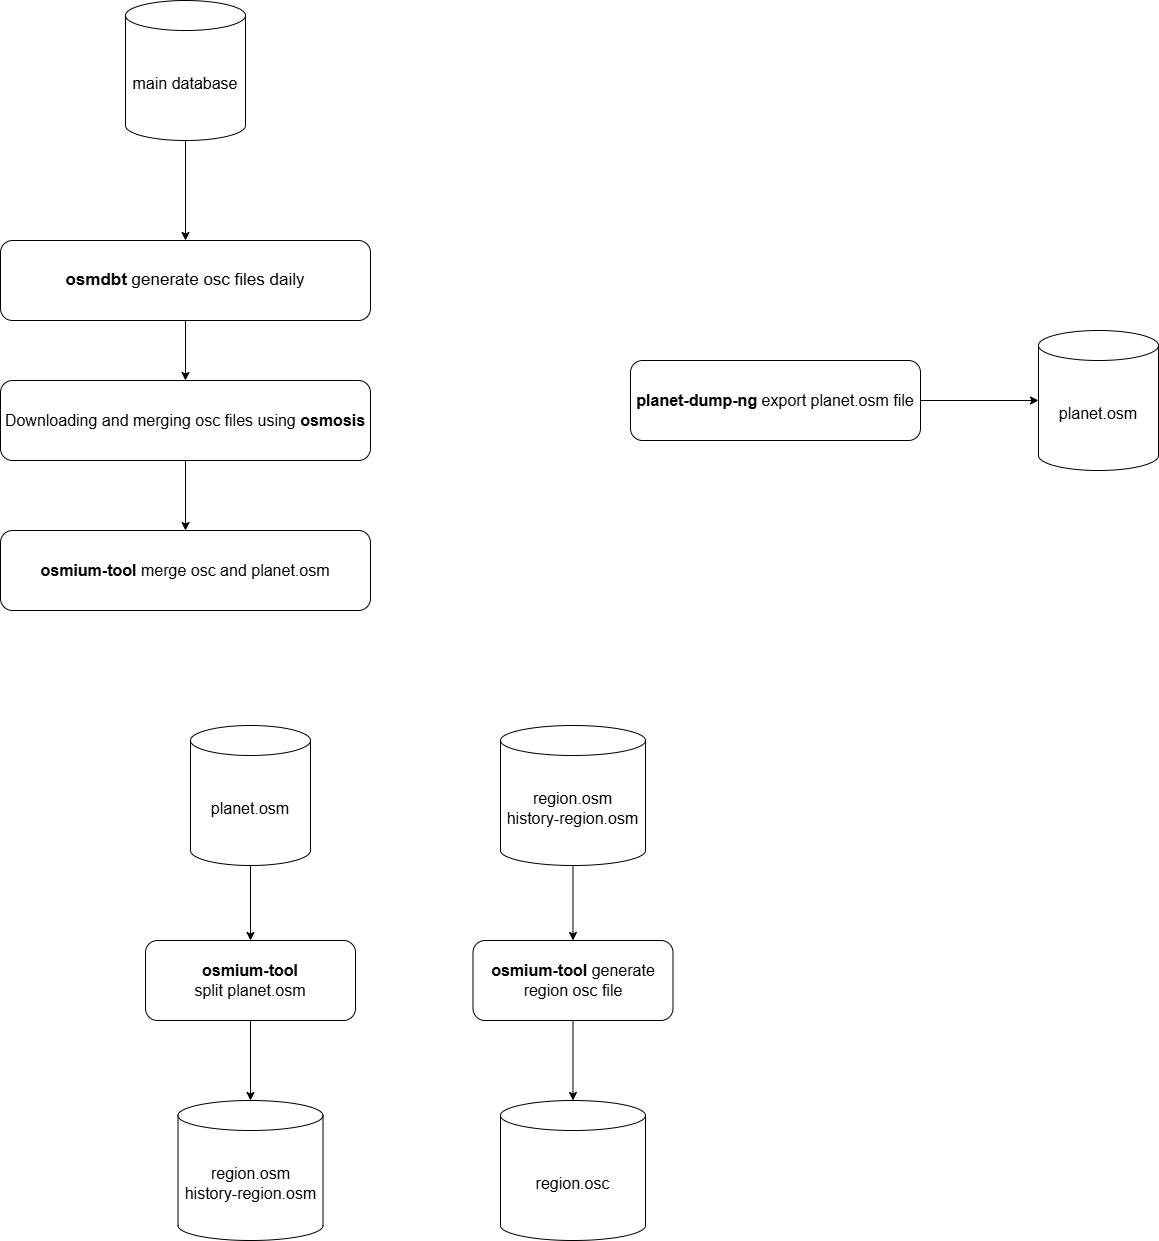 main database
osmdbt generate osc files daily
Downloading and merging osc files using osmosis
osmium-tool merge osc and planet.osm
planet-dump-ng export planet.osm file
planet.osm
planet.osm
osmium-tool
split planet.osm
region.osm
history-region.osm
region.osm
history-region.osm
osmium-tool generate
region osc file
region.osc